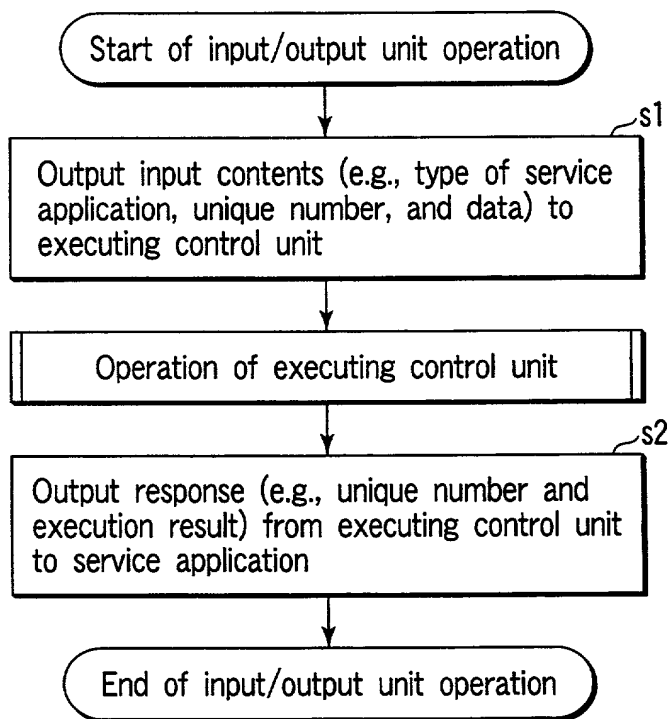 Start of input/output unit operation
s1
Output input contents (e.g., type of service
application, unique number, and data) to
executing control unit
Operation of executing control unit
s2
Output response (e.g., unique number and
execution result) from executing control unit
to service application
End of input/output unit operation